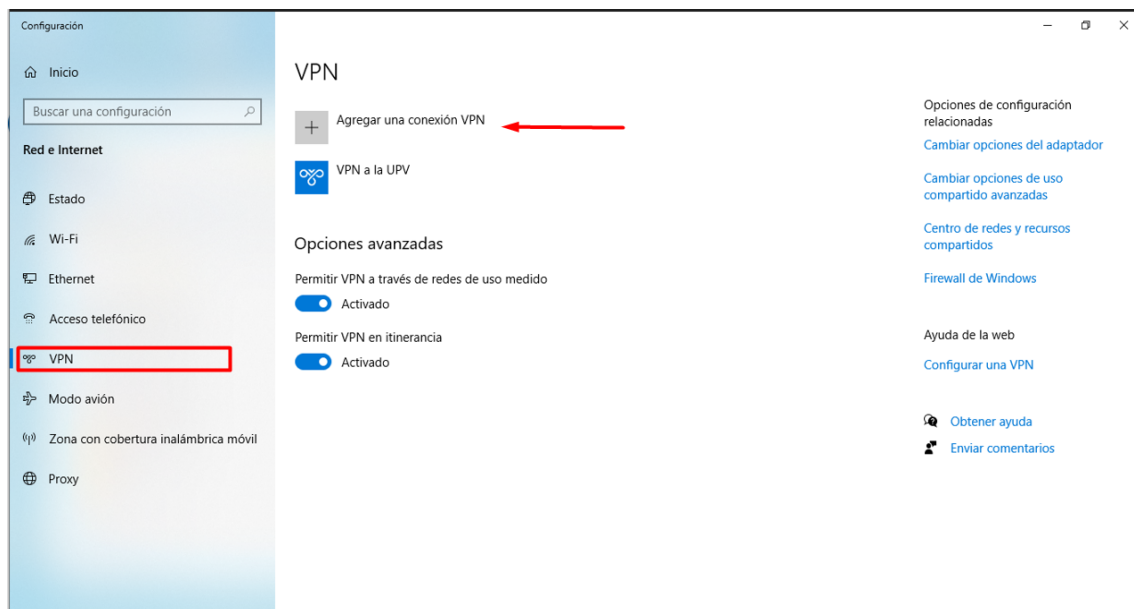 Configuración
Inicio
Buscar una configuración
Red e Internet
Estado
Wi-Fi
Ethernet
Acceso telefónico
VPN
Modo avión
Zona con cobertura inalámbrica móvil
Proxy
VPN
Agregar una conexión VPN
VPN a la UPV
Opciones avanzadas
Permitir VPN a través de redes de uso medido
Activado
Permitir VPN en itinerancia
Activado
Opciones de configuración
relacionadas
Cambiar opciones del adaptador
Cambiar opciones de uso
compartido avanzadas
Centro de redes y recursos
compartidos
Firewall de Windows
Ayuda de la web
Configurar una VPN
Obtener ayuda
Enviar comentarios